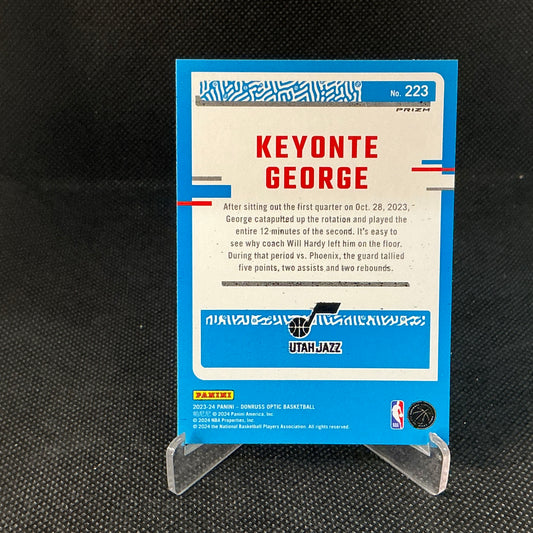 No. 223
PRIZM
KEYONTE
GEORGE
After sitting out the first quarter on Oct. 28, 2023,
George catapulted up the rotation and played the
entire 12 minutes of the second. It's easy to
see why coach Will Hardy left him on the floor.
During that period vs. Phoenix, the guard tallied
five points, two assists and two rebounds.
UTAH JAZZ
PANINI
2023-24 PANINI - DONRUSS OPTIC BASKETBALL
© 2024 Panini America, Inc.
© 2024 NBA Properties, Inc
© 2024 the National Basketball Players Association. All rights reserved.
NBA